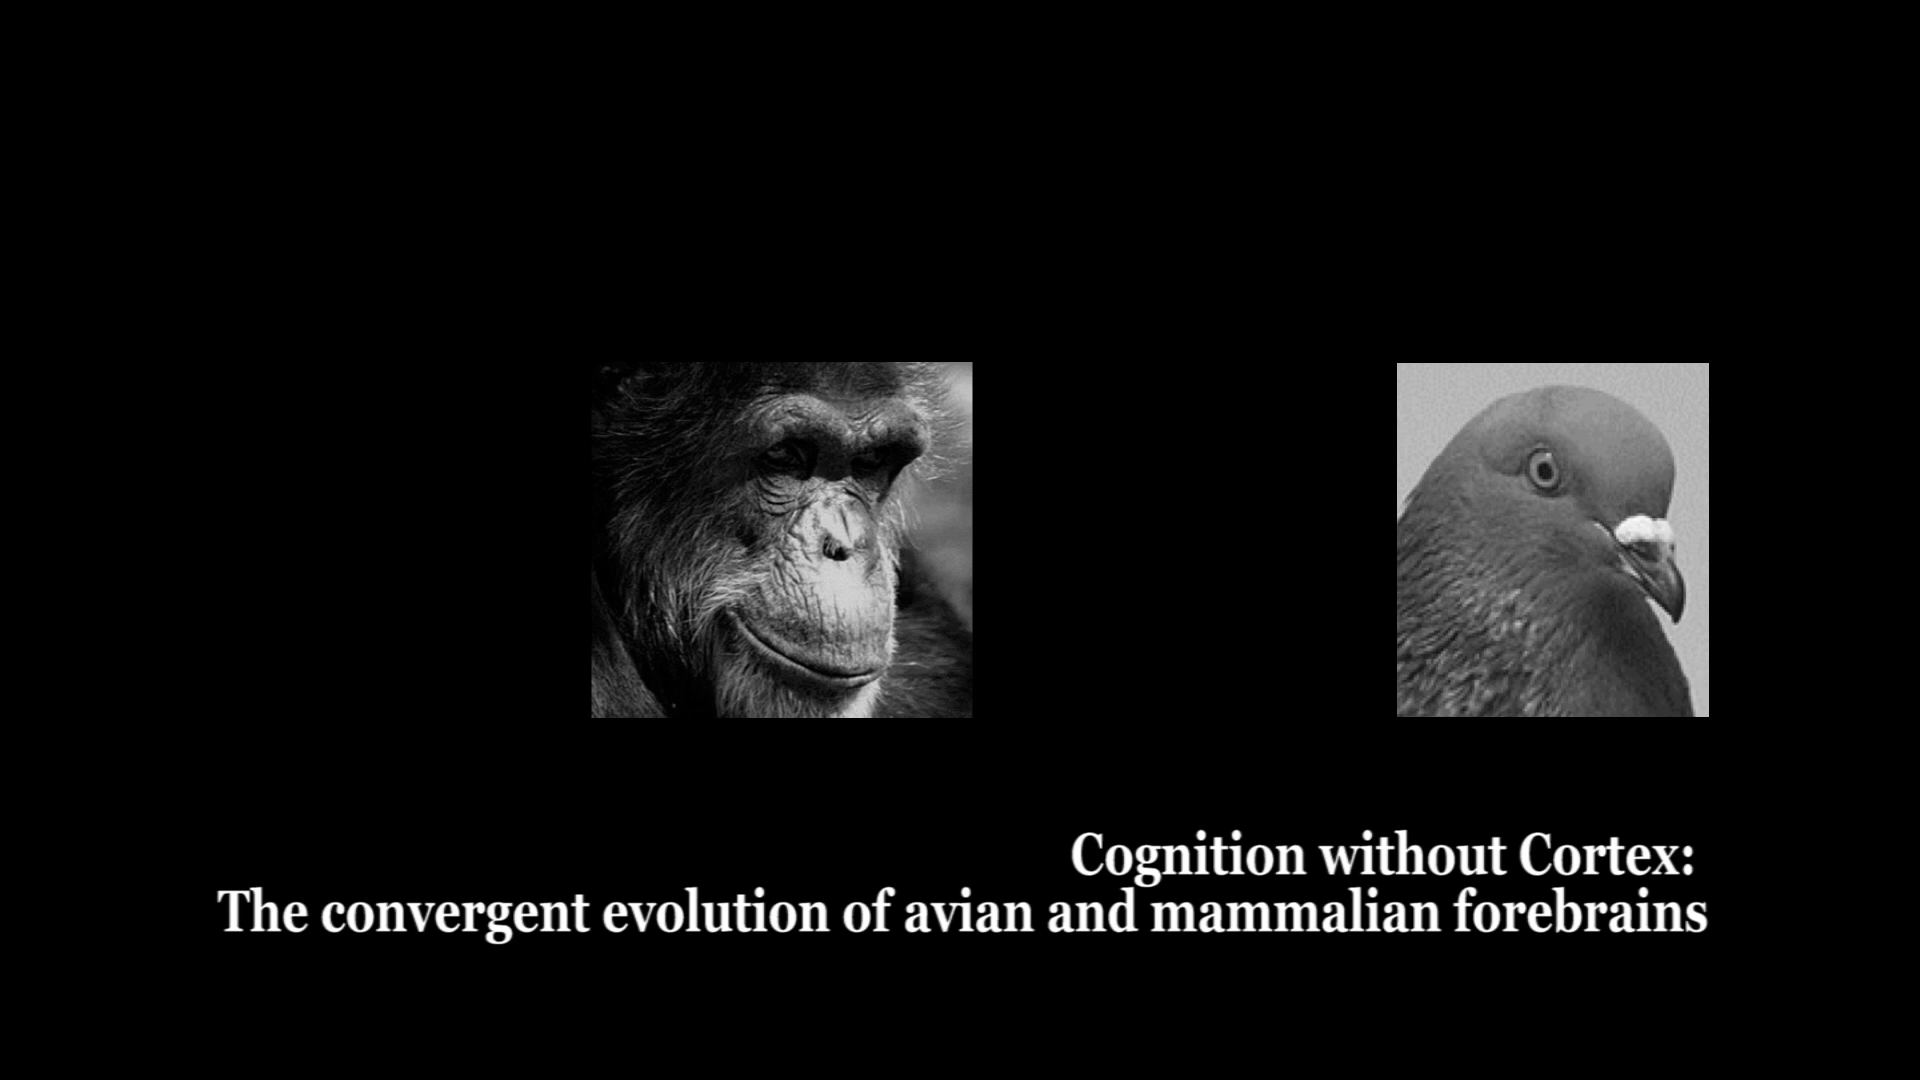 Cognition without Cortex:
The convergent evolution of avian and mammalian forebrains